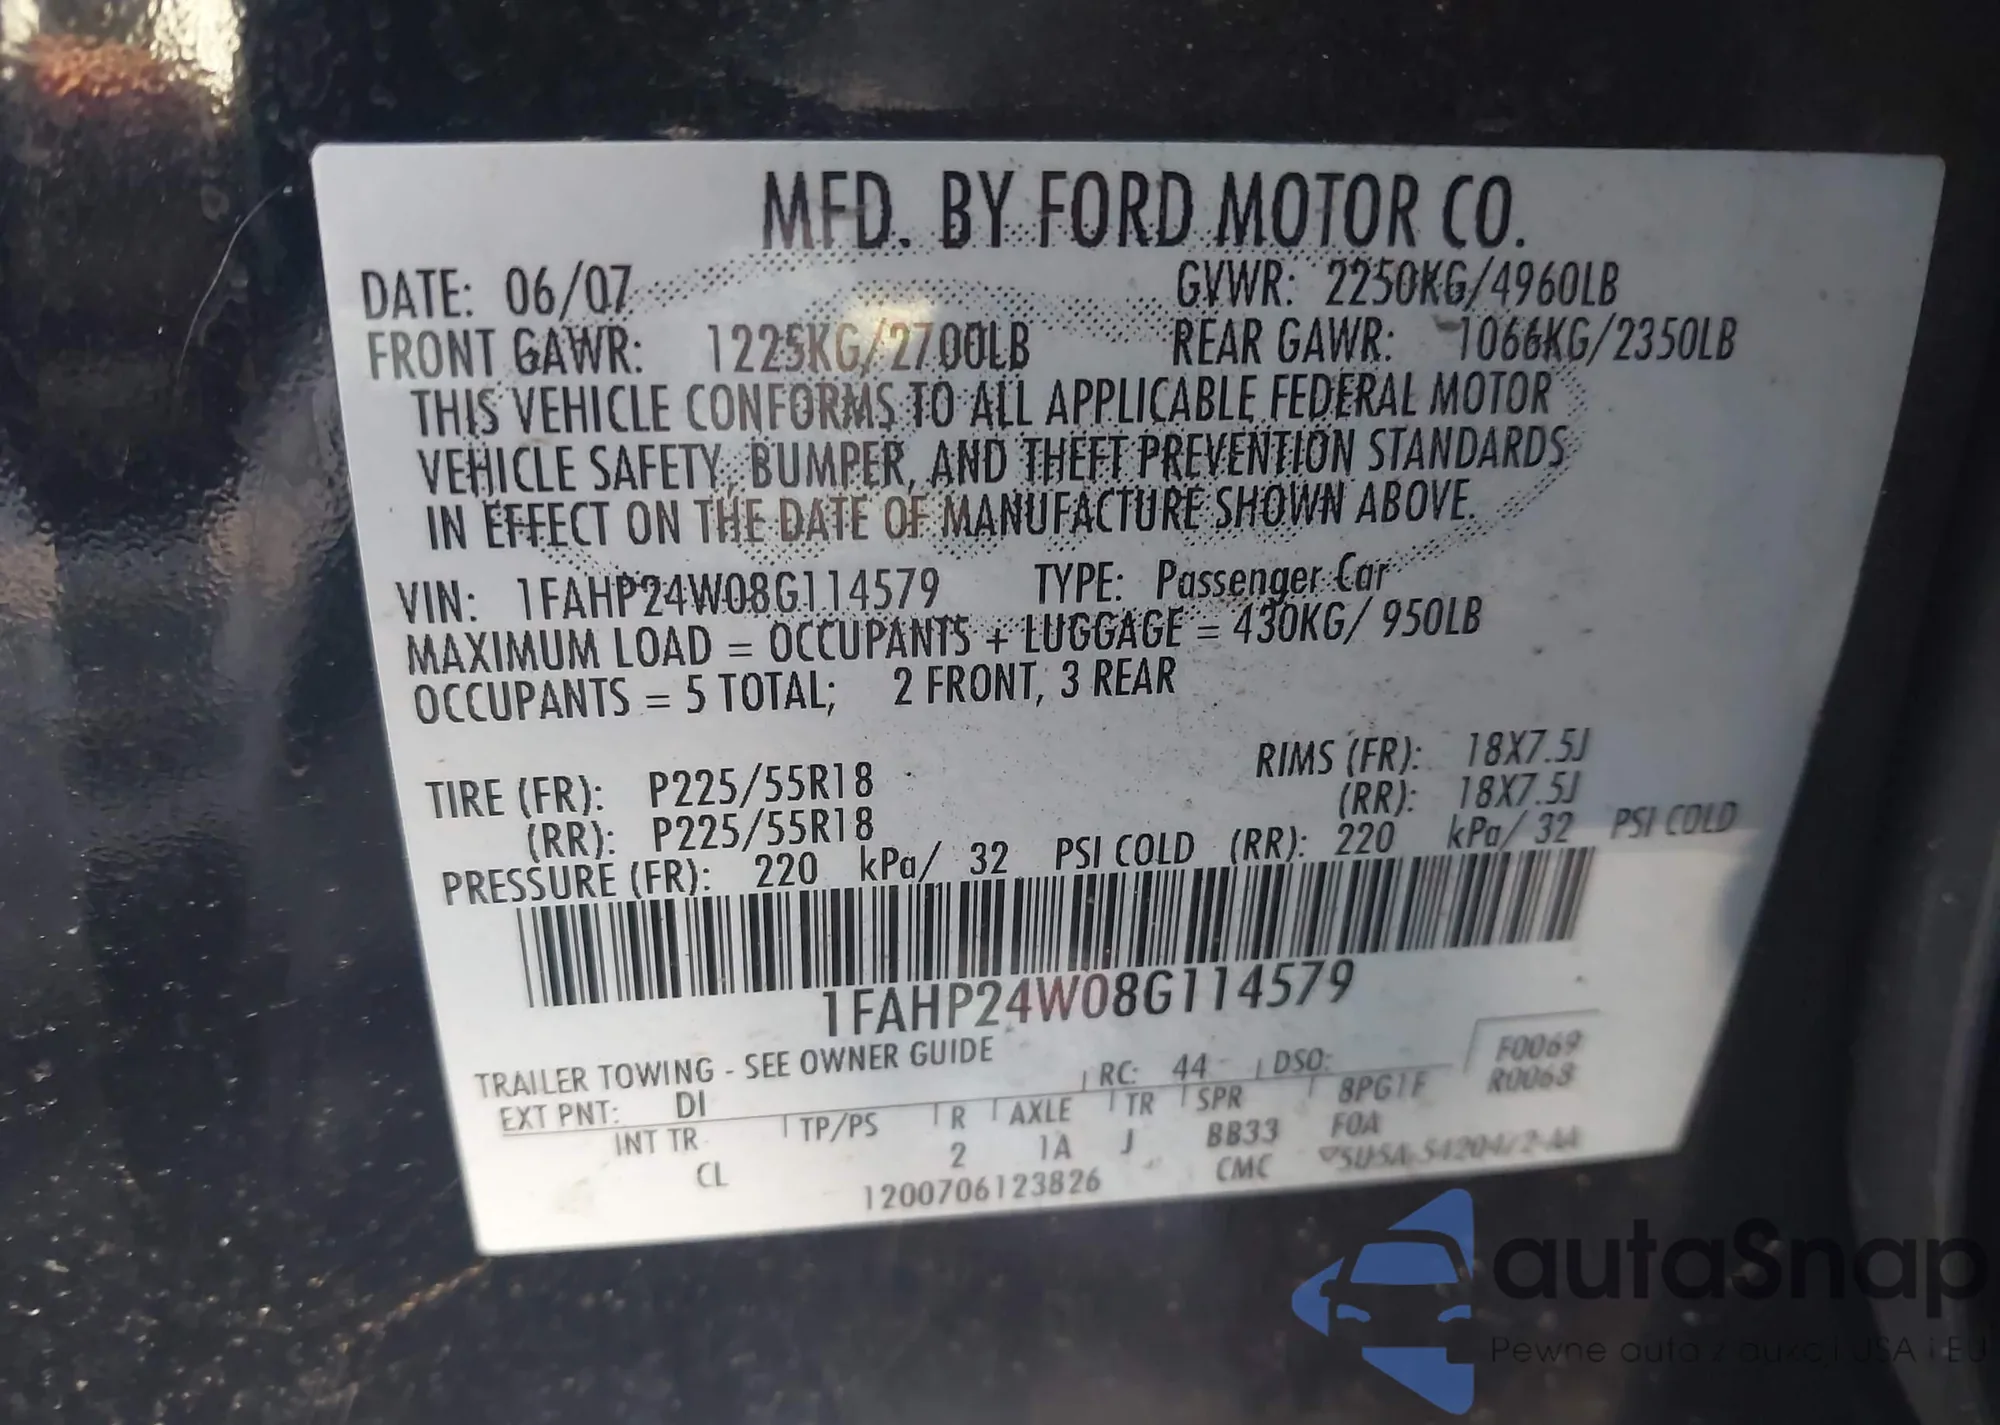 MFD. BY FORD MOTOR CO.
DATE: 06/07 GVWR: 2250KG/4960LB
FRONT GAWR: 1225KG/2700LB REAR GAWR: 1066KG/2350LB
THIS VEHICLE CONFORMS TO ALL APPLICABLE FEDERAL MOTOR
VEHICLE SAFETY, BUMPER, AND THEFT PREVENTION STANDARDS
IN EFFECT ON THE DATE OF MANUFACTURE SHOWN ABOVE.
VIN: 1FAHP24W08G114579 TYPE: Passenger Car
MAXIMUM LOAD = OCCUPANTS + LUGGAGE = 430KG/ 950LB
OCCUPANTS = 5 TOTAL; 2 FRONT, 3 REAR
TIRE (FR): P225/55R18 RIMS (FR): 18X7.5J
(RR): P225/55R18 (RR): 18X7.5J
PRESSURE (FR): 220 kPa/ 32 PSI COLD (RR): 220 kPa/ 32 PSI COLD
1FAHP24W08G114579
TRAILER TOWING - SEE OWNER GUIDE
EXT PNT: DI RC: 44 DSO: F0069
R0068
INT TR TP/PS R AXLE TR SPR 8PG1F
CL 2 1A J BB33 FOA
1200706123826 CMC
autaSnap
Pewne auta z aukcji USA i EU